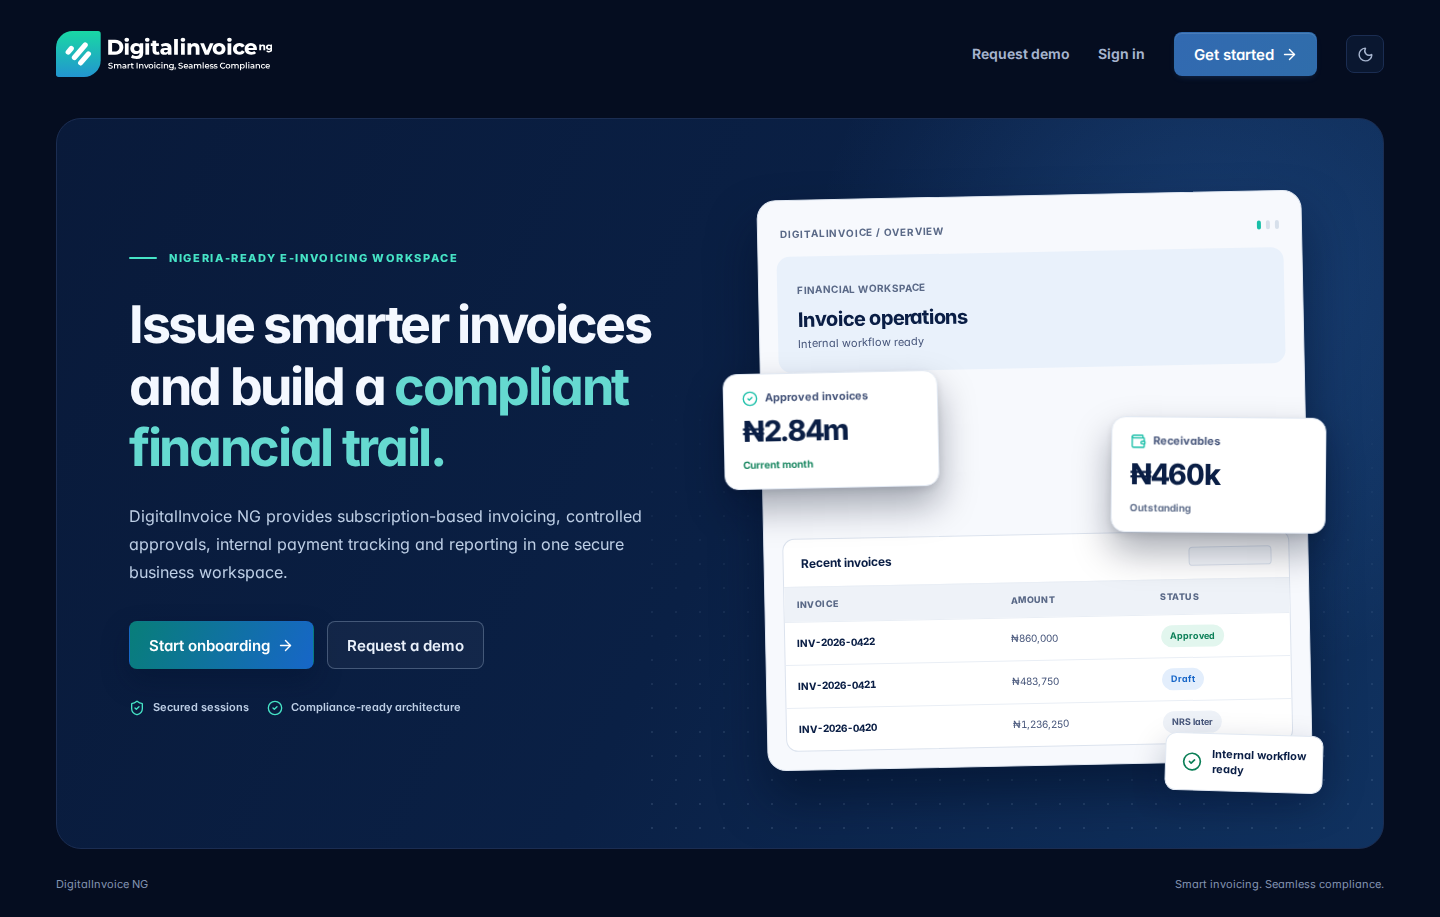 Digitalinvoice ng
Smart Invoicing, Seamless Compliance
Request demo
Sign in
Get started
NIGERIA-READY E-INVOICING WORKSPACE
Issue smarter invoices
and build a compliant
financial trail.
DigitalInvoice NG provides subscription-based invoicing, controlled
approvals, internal payment tracking and reporting in one secure
business workspace.
Start onboarding
Request a demo
Secured sessions
Compliance-ready architecture
DIGITALINVOICE / OVERVIEW
FINANCIAL WORKSPACE
Invoice operations
Internal workflow ready
Approved invoices
₦2.84m
Current month
Receivables
₦460k
Outstanding
Recent invoices
INVOICE AMOUNT STATUS
INV-2026-0422 ₦860,000 Approved
INV-2026-0421 ₦483,750 Draft
INV-2026-0420 ₦1,236,250 NRS later
Internal workflow
ready
DigitalInvoice NG
Smart invoicing. Seamless compliance.